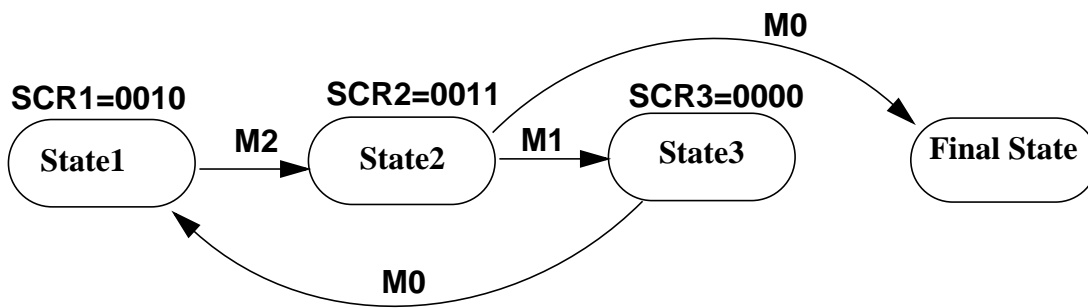 M0
SCR1=0010
SCR2=0011
SCR3=0000
State1
M2
State2
M1
State3
Final State
M0